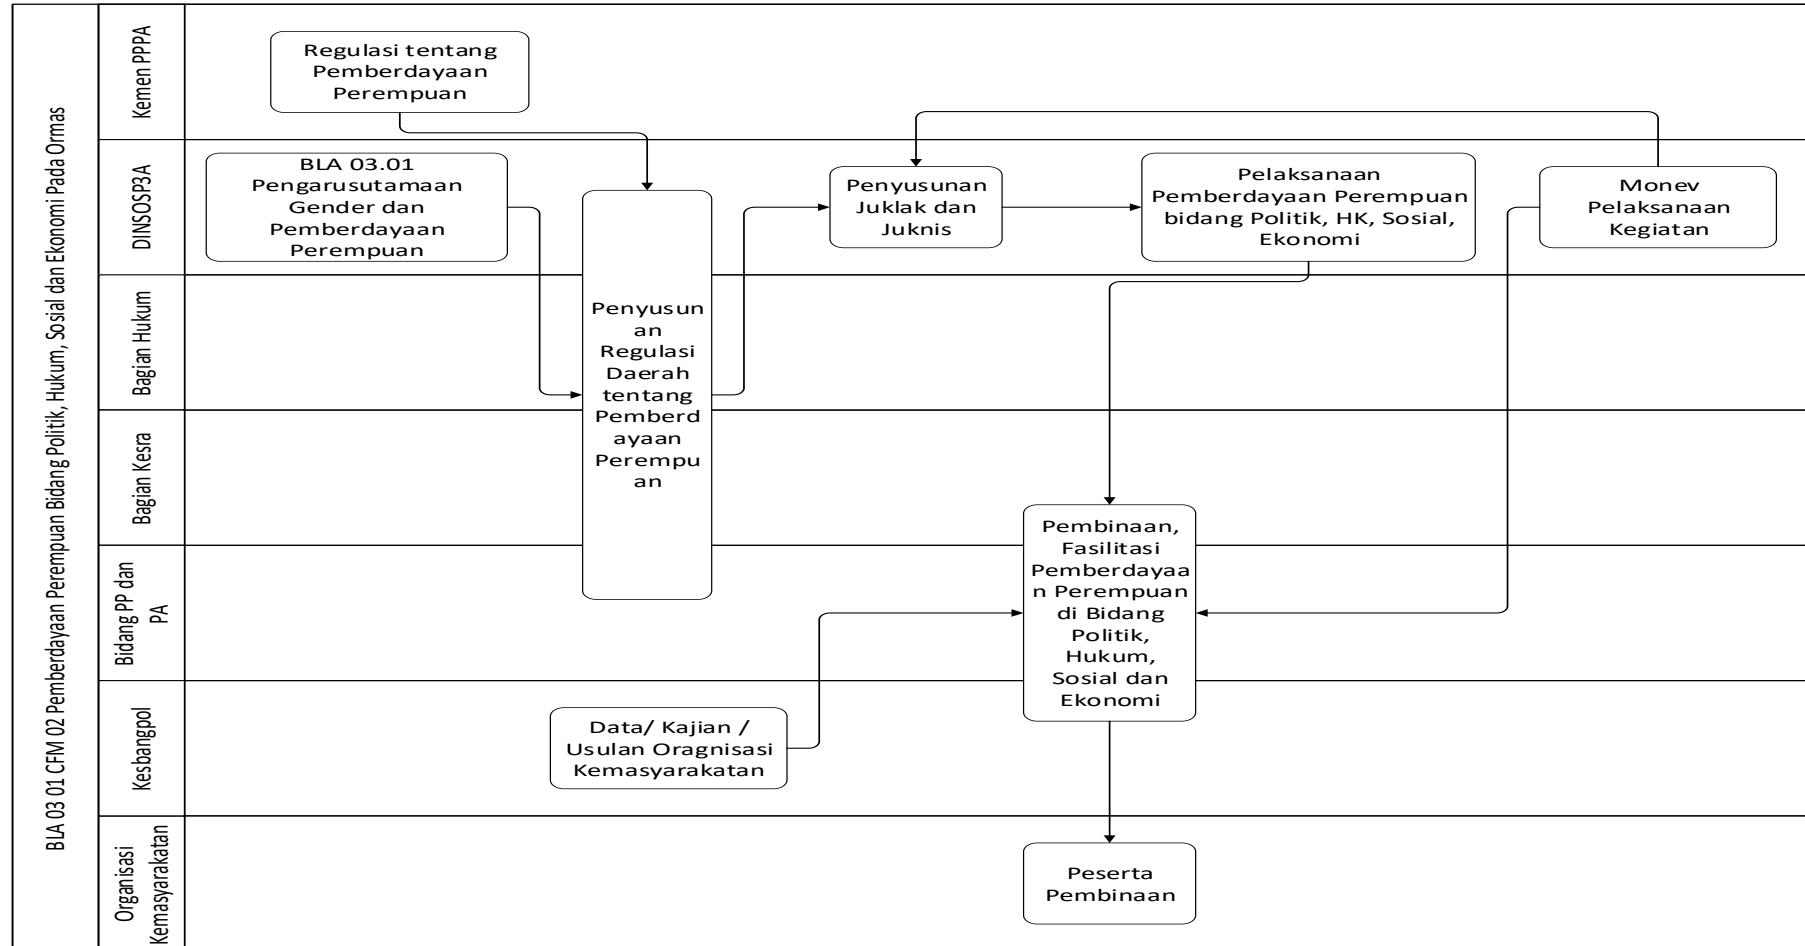 BLA 03 01 CFM 02 Pemberdayaan Perempuan Bidang Politik, Hukum, Sosial dan Ekonomi Pada Ormas
Kemen PPPA
Regulasi tentang
Pemberdayaan
Perempuan
DINSOSP3A
BLA 03.01
Pengarusutamaan
Gender dan
Pemberdayaan
Perempuan
Penyusunan
Juklak dan
Juknis
Pelaksanaan
Pemberdayaan Perempuan
bidang Politik, HK, Sosial,
Ekonomi
Monev
Pelaksanaan
Kegiatan
Bagian Hukum
Penyusun
an
Regulasi
Daerah
tentang
Pemberd
ayaan
Perempu
an
Bagian Kesra
Pembinaan,
Fasilitasi
Pemberdayaa
n Perempuan
di Bidang
Politik,
Hukum,
Sosial dan
Ekonomi
Bidang PP dan
PA
Kesbangpol
Data/ Kajian /
Usulan Oragnisasi
Kemasyarakatan
Organisasi
Kemasyarakatan
Peserta
Pembinaan